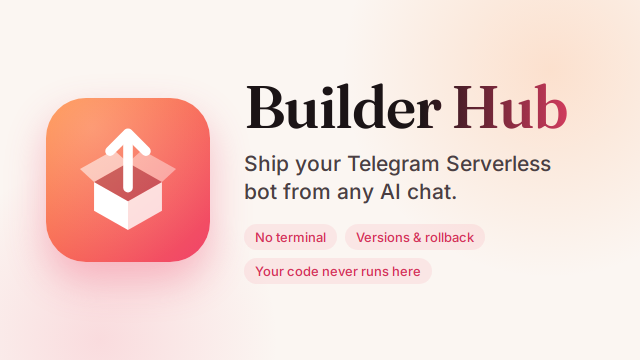 Builder Hub
Ship your Telegram Serverless
bot from any AI chat.
No terminal
Versions & rollback
Your code never runs here